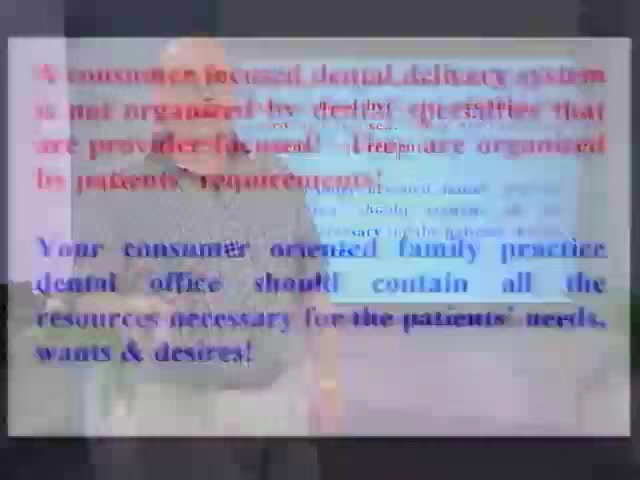 A consumer focused dental delivery system
is not organized by dental specialties that
are provider focused! They are organized
by patients' requirements!
Your consumer oriented family practice
dental office should contain all the
resources necessary for the patients' needs,
wants & desires!